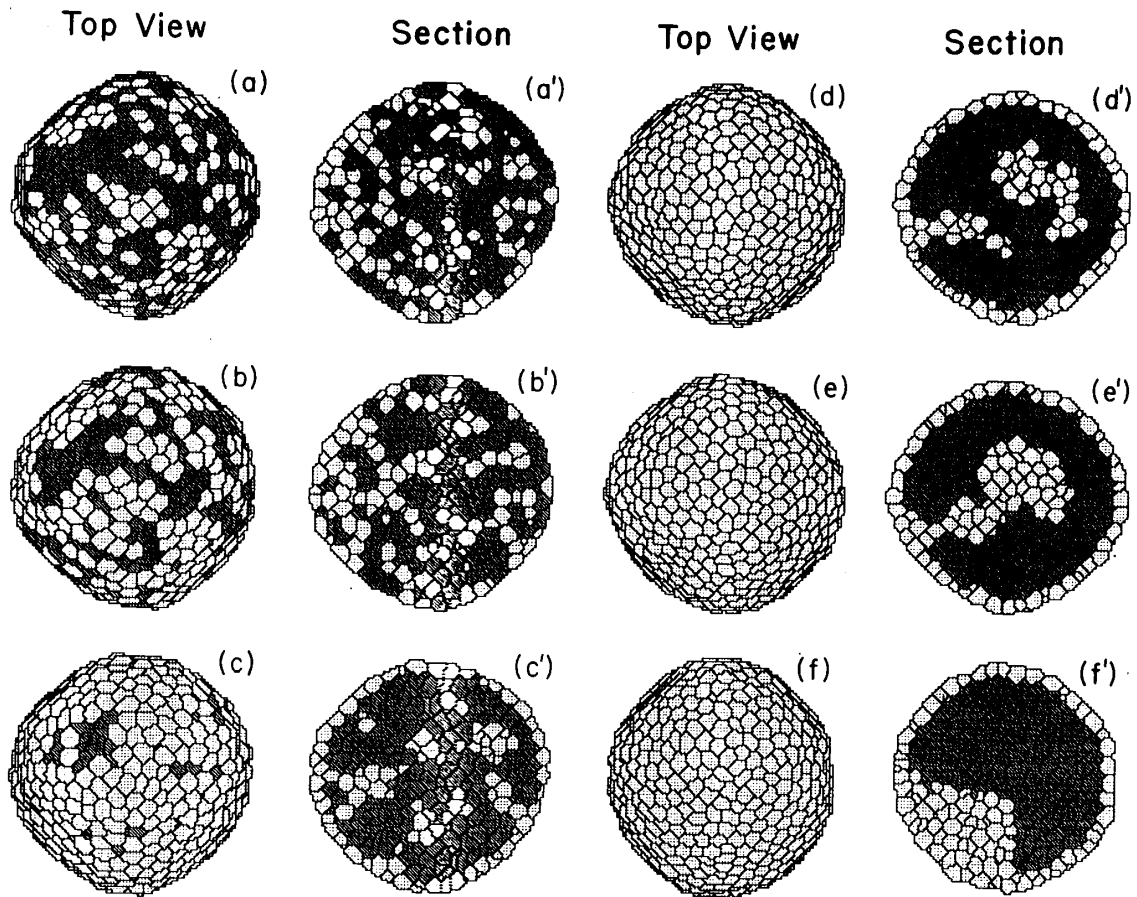 Top View Section Top View Section
(a) (a') (d) (d')
(b) (b') (e) (e')
(c) (c') (f) (f')